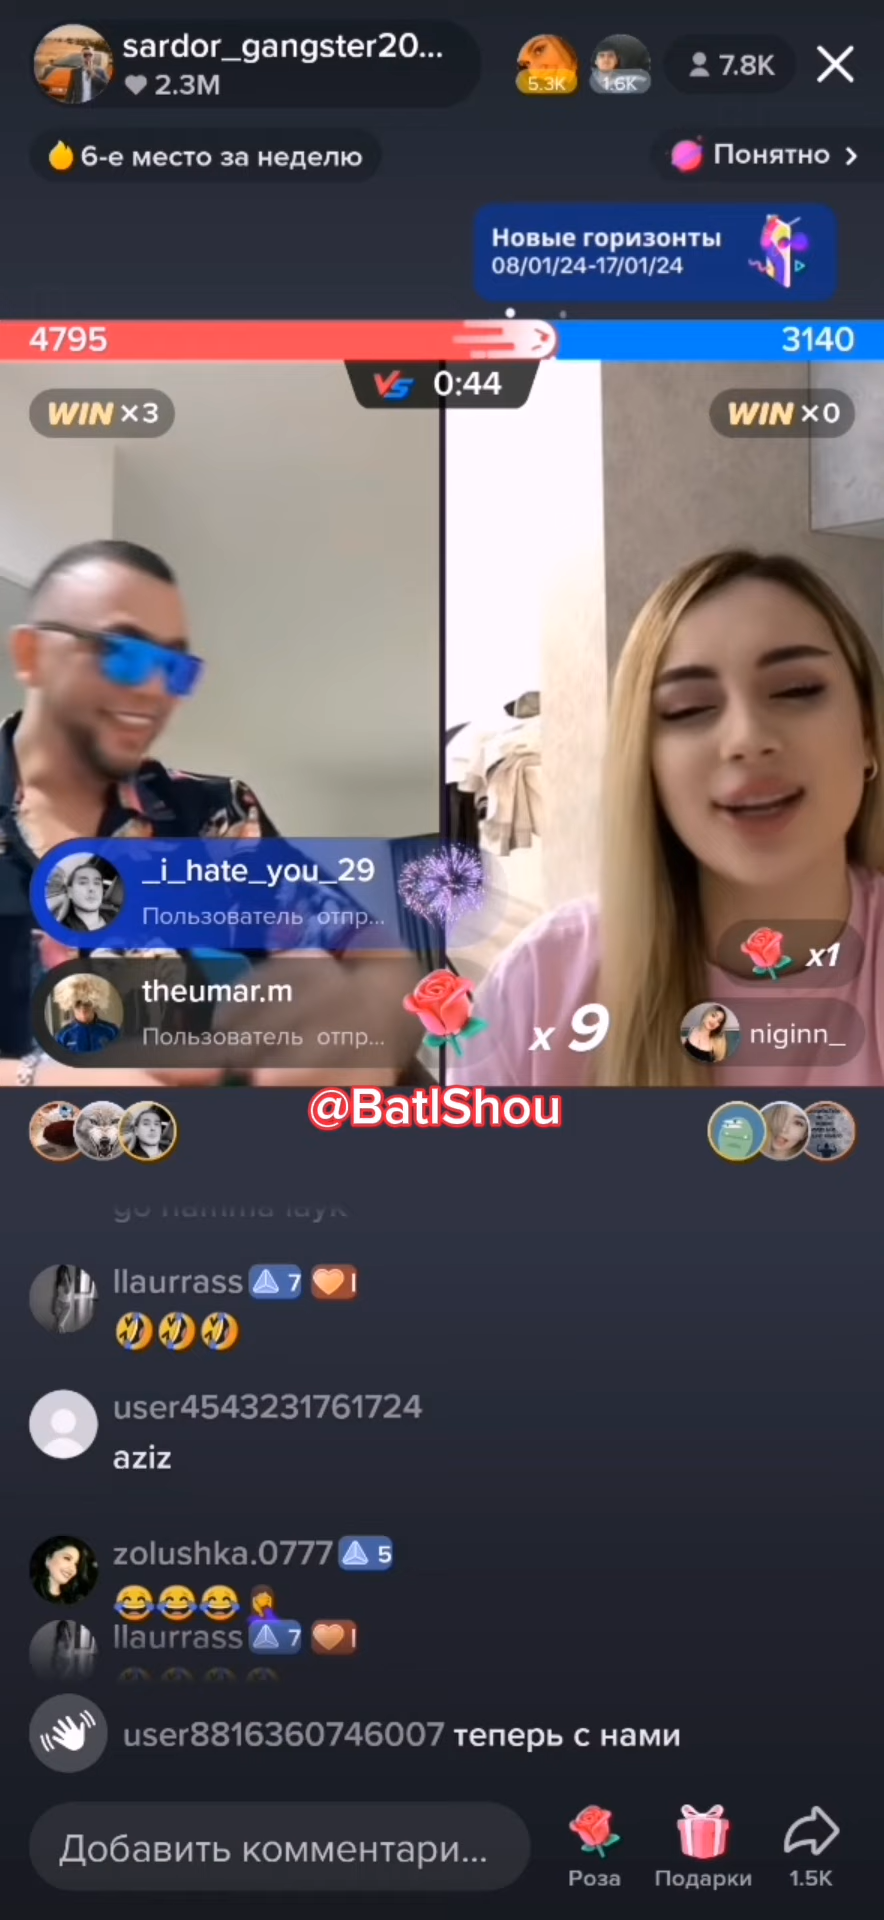 sardor_gangster20...
2.3M
5.3K
1.6K
7.8K
6-е место за неделю
Понятно
Новые горизонты
08/01/24-17/01/24
4795
3140
VS 0:44
WIN ×3
WIN ×0
_i_hate_you_29
Пользователь отпр...
x1
theumar.m
Пользователь отпр...
x 9
niginn_
@BatlShou
llaurrass 7 I
user4543231761724
aziz
zolushka.0777 5
llaurrass 7 I
user8816360746007 теперь с нами
Добавить комментари...
Роза
Подарки
1.5K